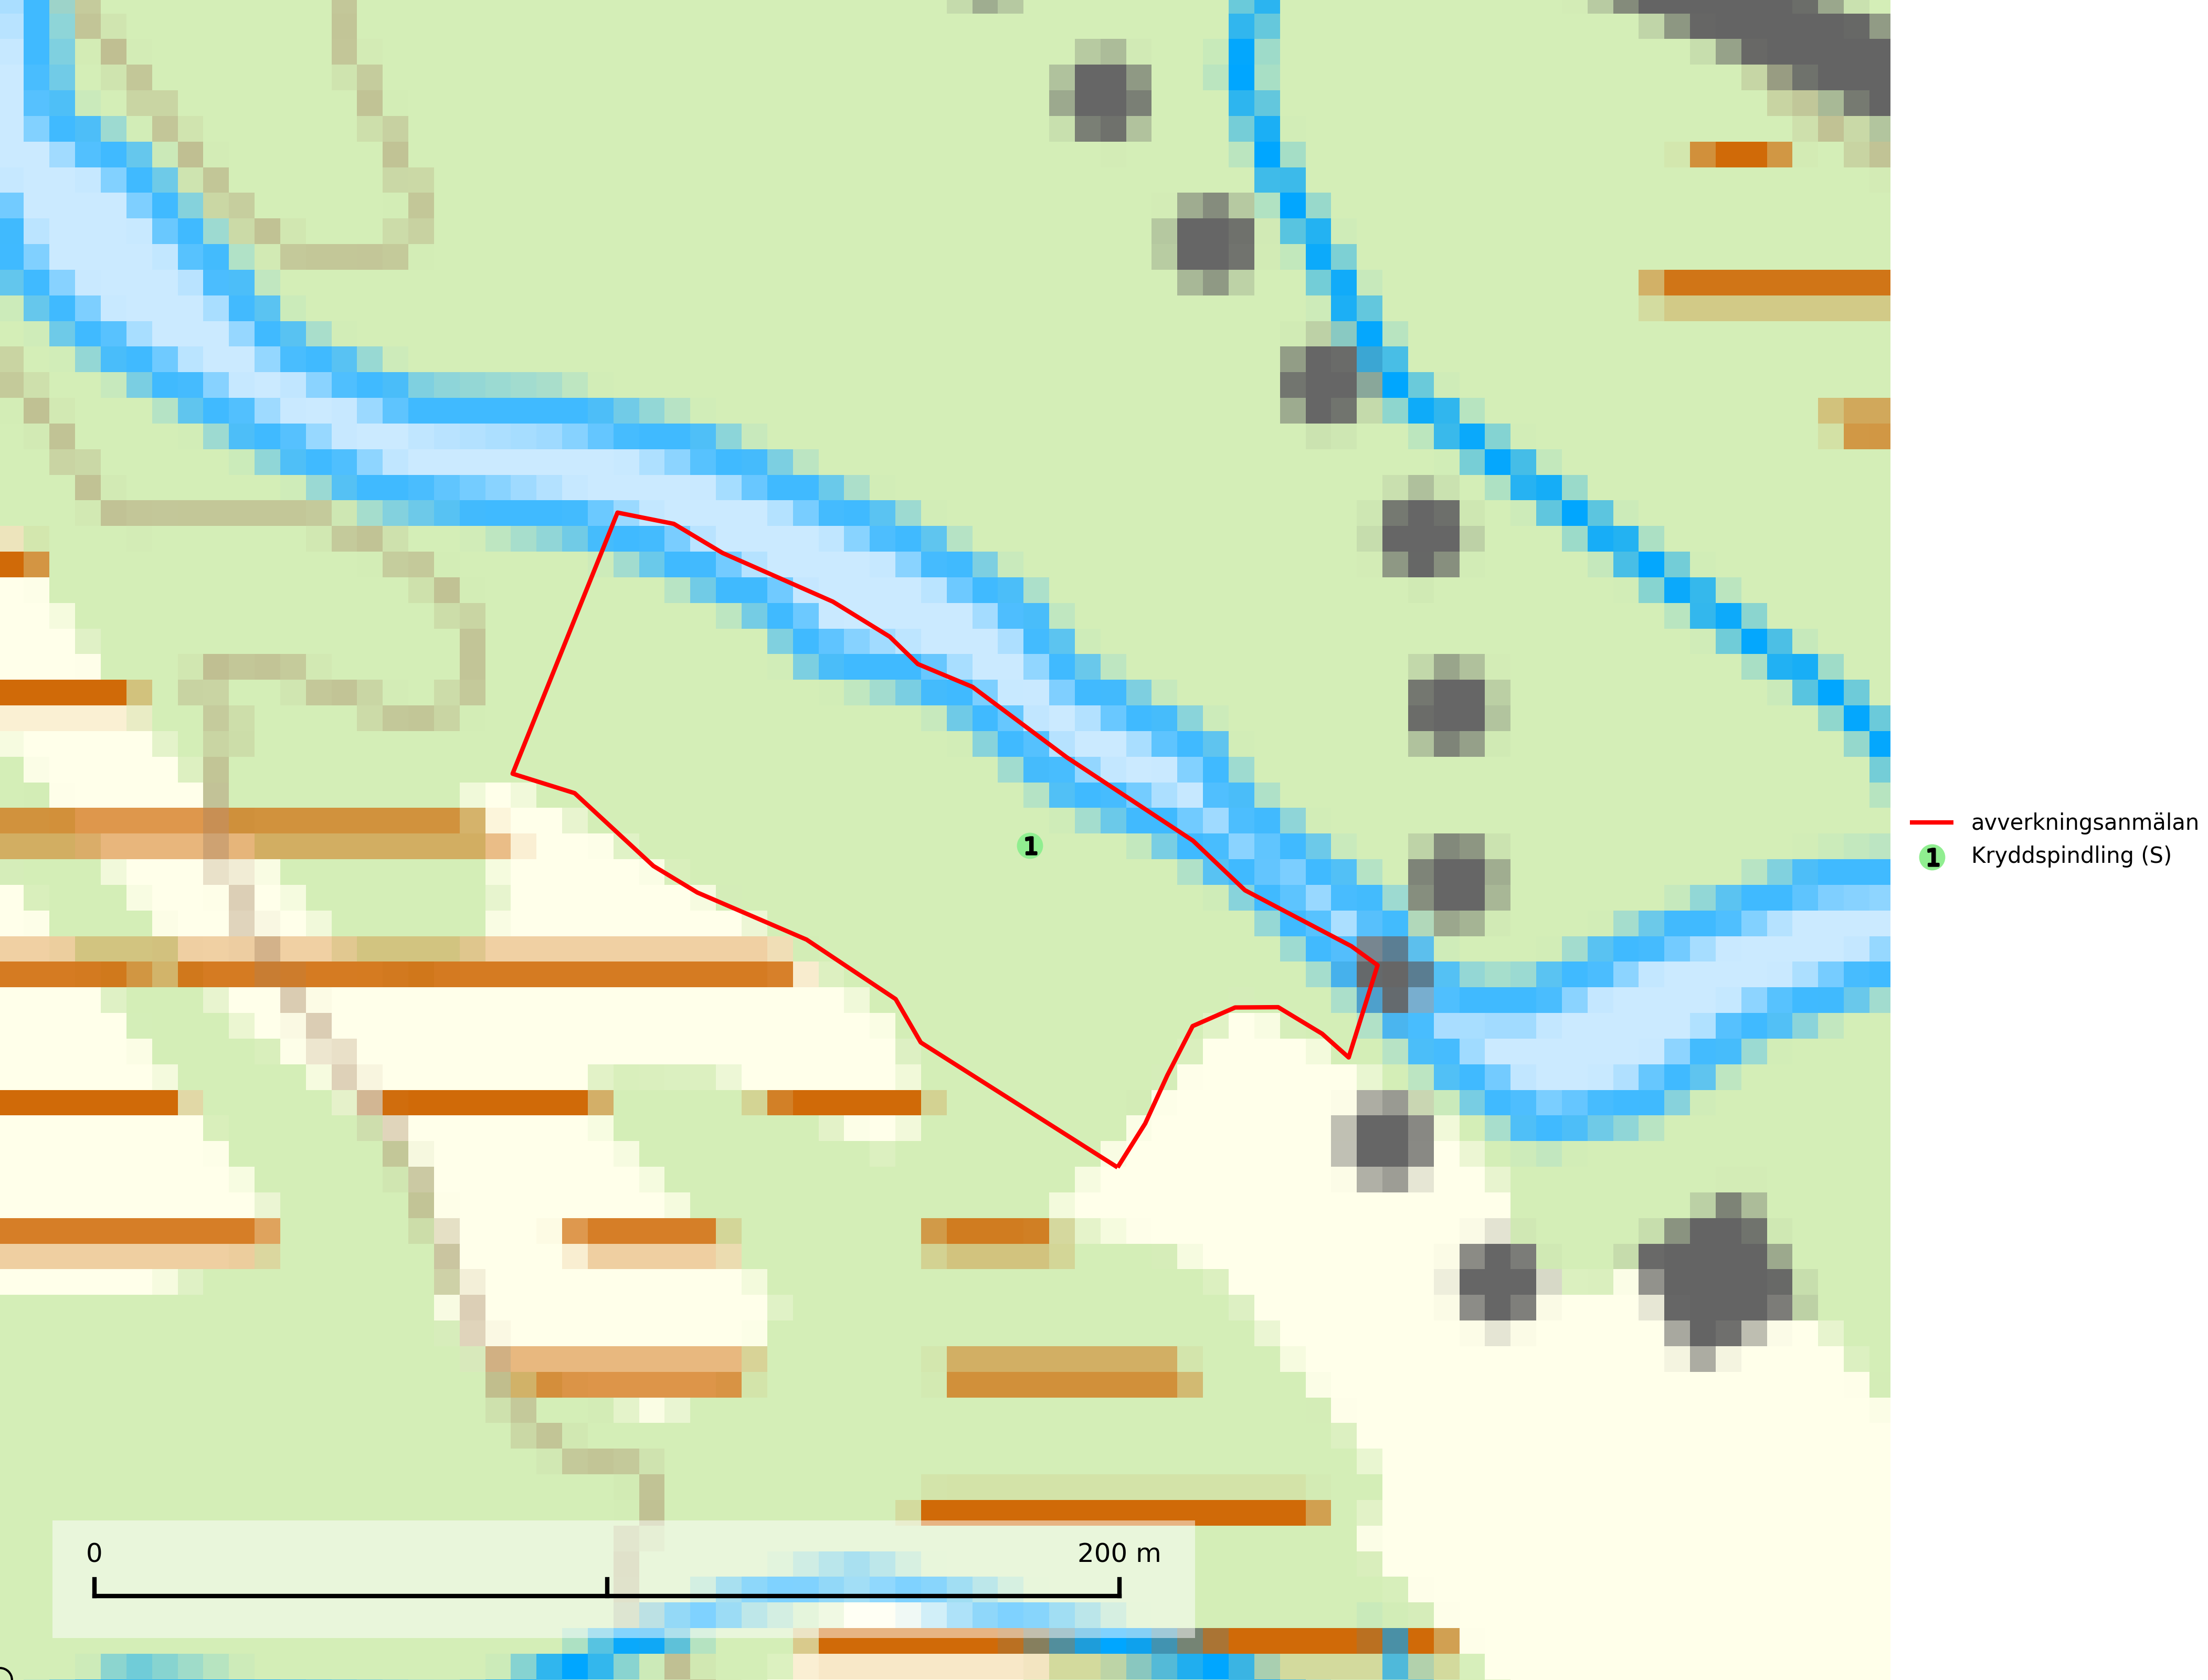 1
avverkningsanmälan
1 Kryddspindling (S)
0 200 m